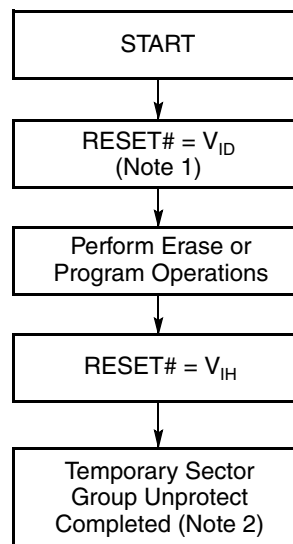 START
RESET# = VID
(Note 1)
Perform Erase or
Program Operations
RESET# = VIH
Temporary Sector
Group Unprotect
Completed (Note 2)